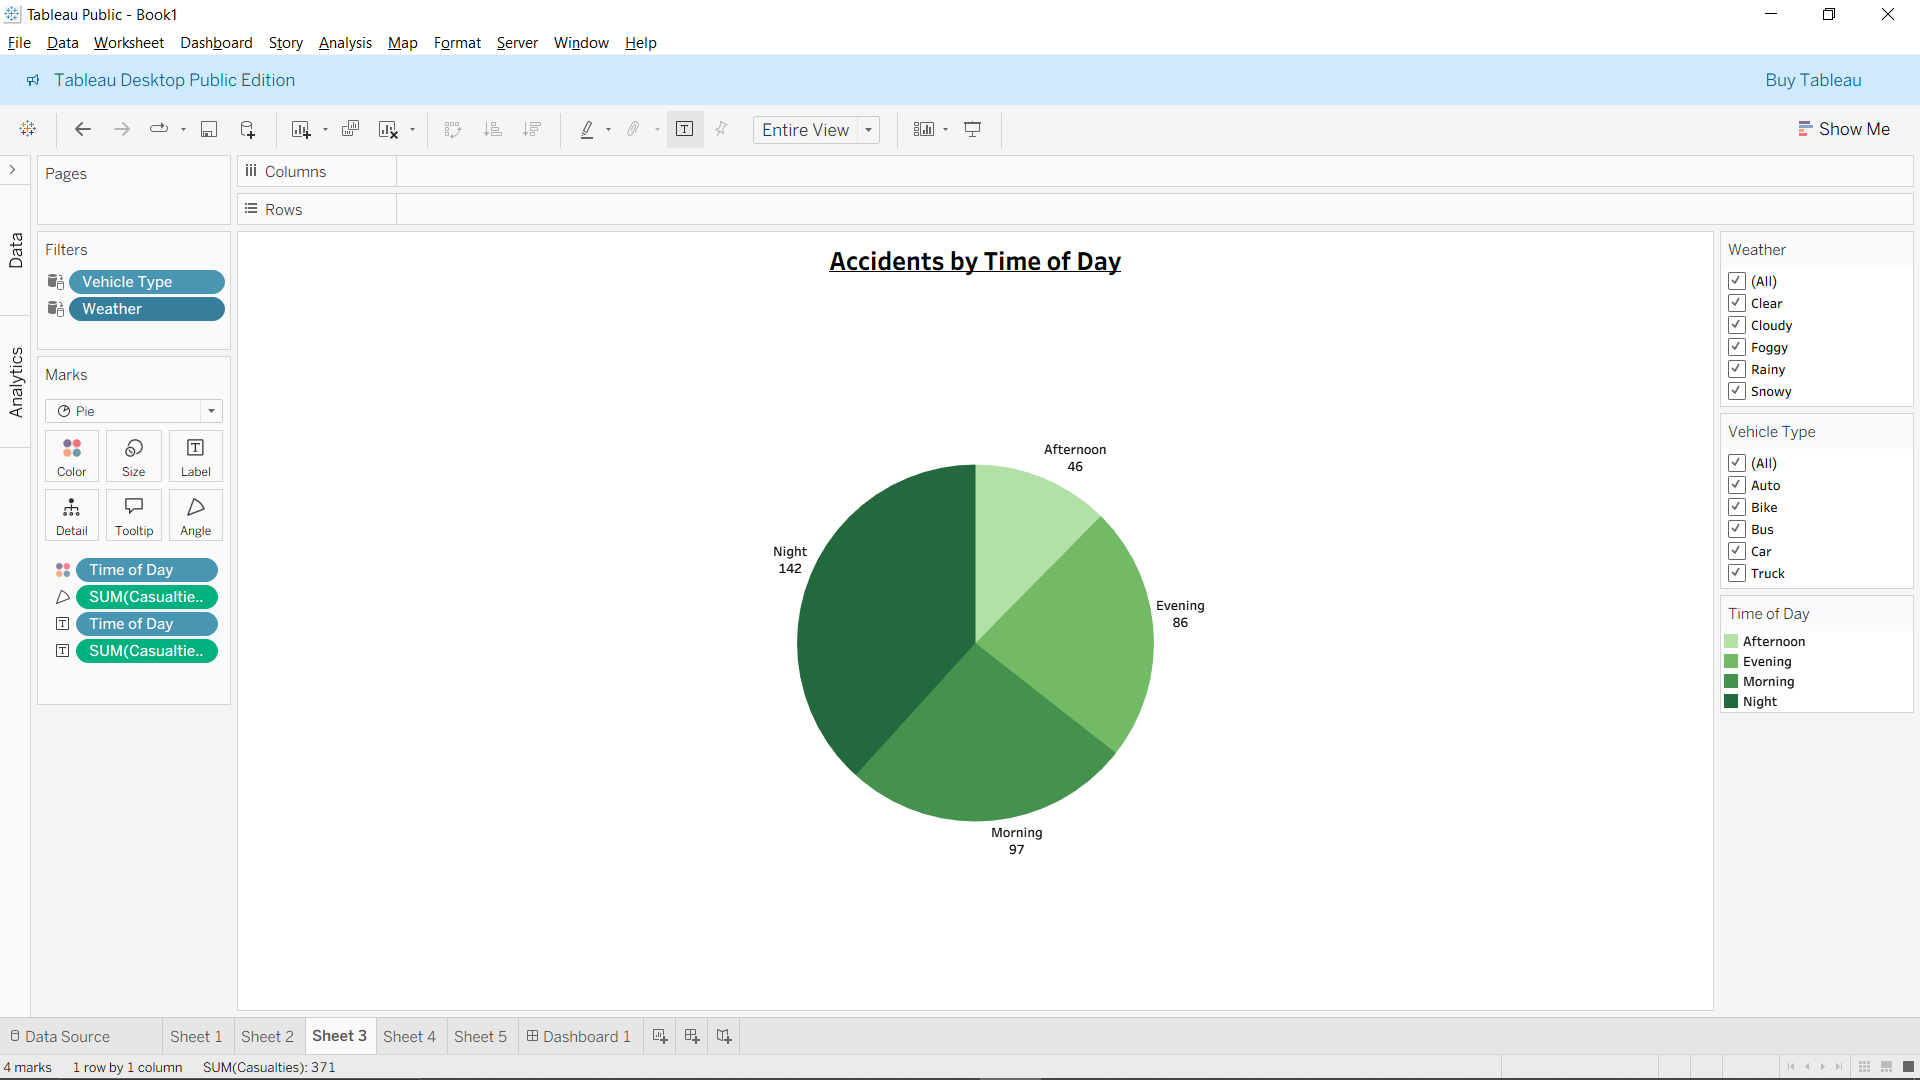 Tableau Public - Book1
File Data Worksheet Dashboard Story Analysis Map Format Server Window Help
Tableau Desktop Public Edition
Buy Tableau
Entire View
Show Me
Data
Analytics
Pages
Columns
Rows
Filters
Vehicle Type
Weather
Marks
Pie
Color Size Label
Detail Tooltip Angle
Time of Day
SUM(Casualtie..
Time of Day
SUM(Casualtie..
Accidents by Time of Day
Afternoon
46
Night
142
Evening
86
Morning
97
Weather
(All)
Clear
Cloudy
Foggy
Rainy
Snowy
Vehicle Type
(All)
Auto
Bike
Bus
Car
Truck
Time of Day
Afternoon
Evening
Morning
Night
Data Source Sheet 1 Sheet 2 Sheet 3 Sheet 4 Sheet 5 Dashboard 1
4 marks 1 row by 1 column SUM(Casualties): 371